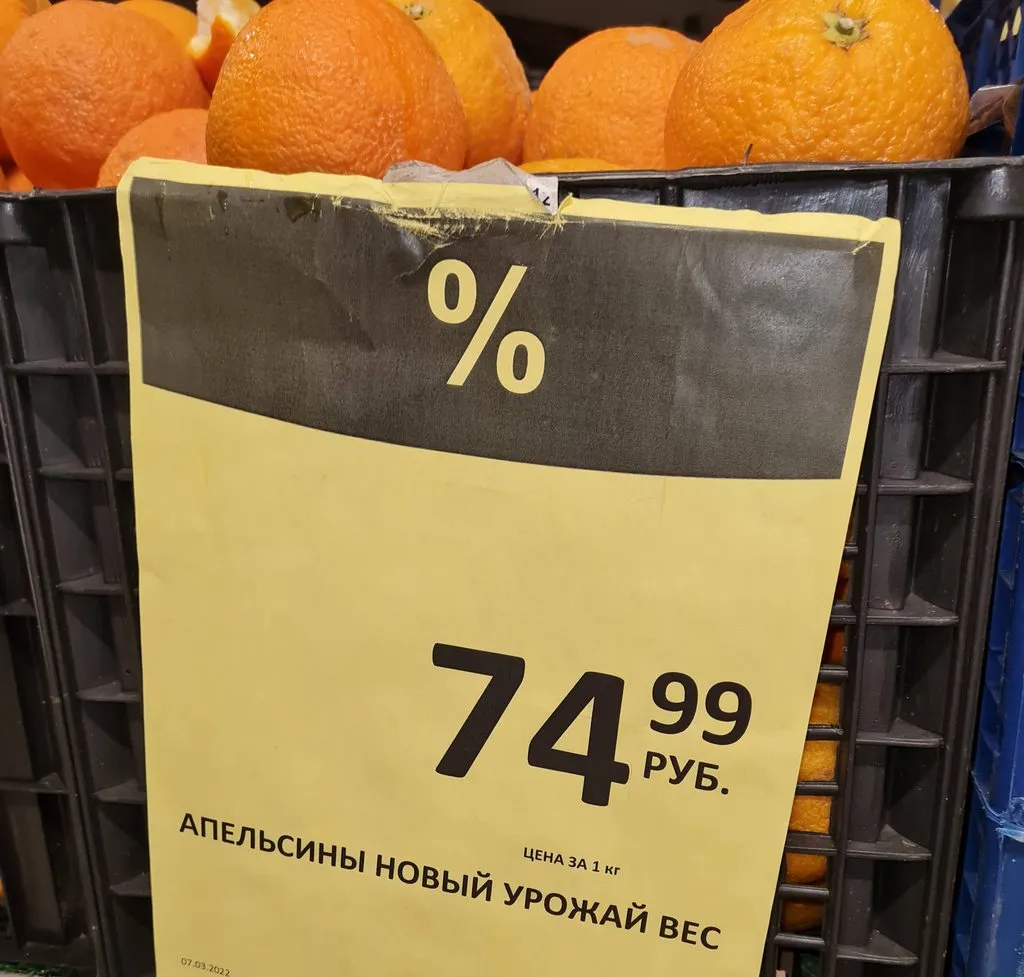 %
74 99
РУБ.
ЦЕНА ЗА 1 кг
АПЕЛЬСИНЫ НОВЫЙ УРОЖАЙ ВЕС
07.03.2022